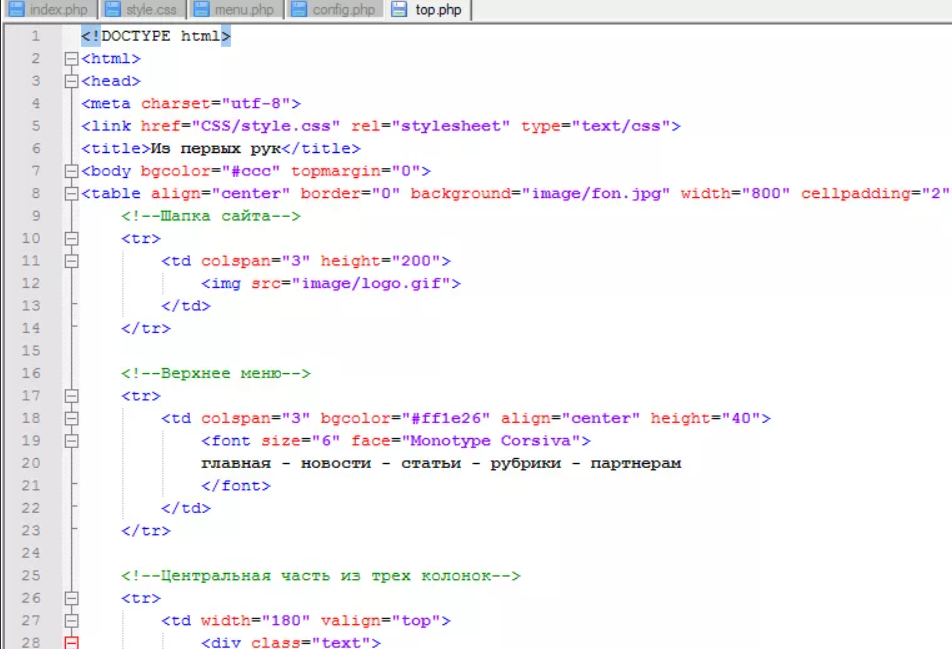 index.php style.css menu.php config.php top.php
1 <!DOCTYPE html>
2 <html>
3 <head>
4 <meta charset="utf-8">
5 <link href="CSS/style.css" rel="stylesheet" type="text/css">
6 <title>Из первых рук</title>
7 <body bgcolor="#ccc" topmargin="0">
8 <table align="center" border="0" background="image/fon.jpg" width="800" cellpadding="2"
9 <!--Шапка сайта-->
10 <tr>
11 <td colspan="3" height="200">
12 <img src="image/logo.gif">
13 </td>
14 </tr>
15
16 <!--Верхнее меню-->
17 <tr>
18 <td colspan="3" bgcolor="#ff1e26" align="center" height="40">
19 <font size="6" face="Monotype Corsiva">
20 главная - новости - статьи - рубрики - партнерам
21 </font>
22 </td>
23 </tr>
24
25 <!--Центральная часть из трех колонок-->
26 <tr>
27 <td width="180" valign="top">
28 <div class="text">